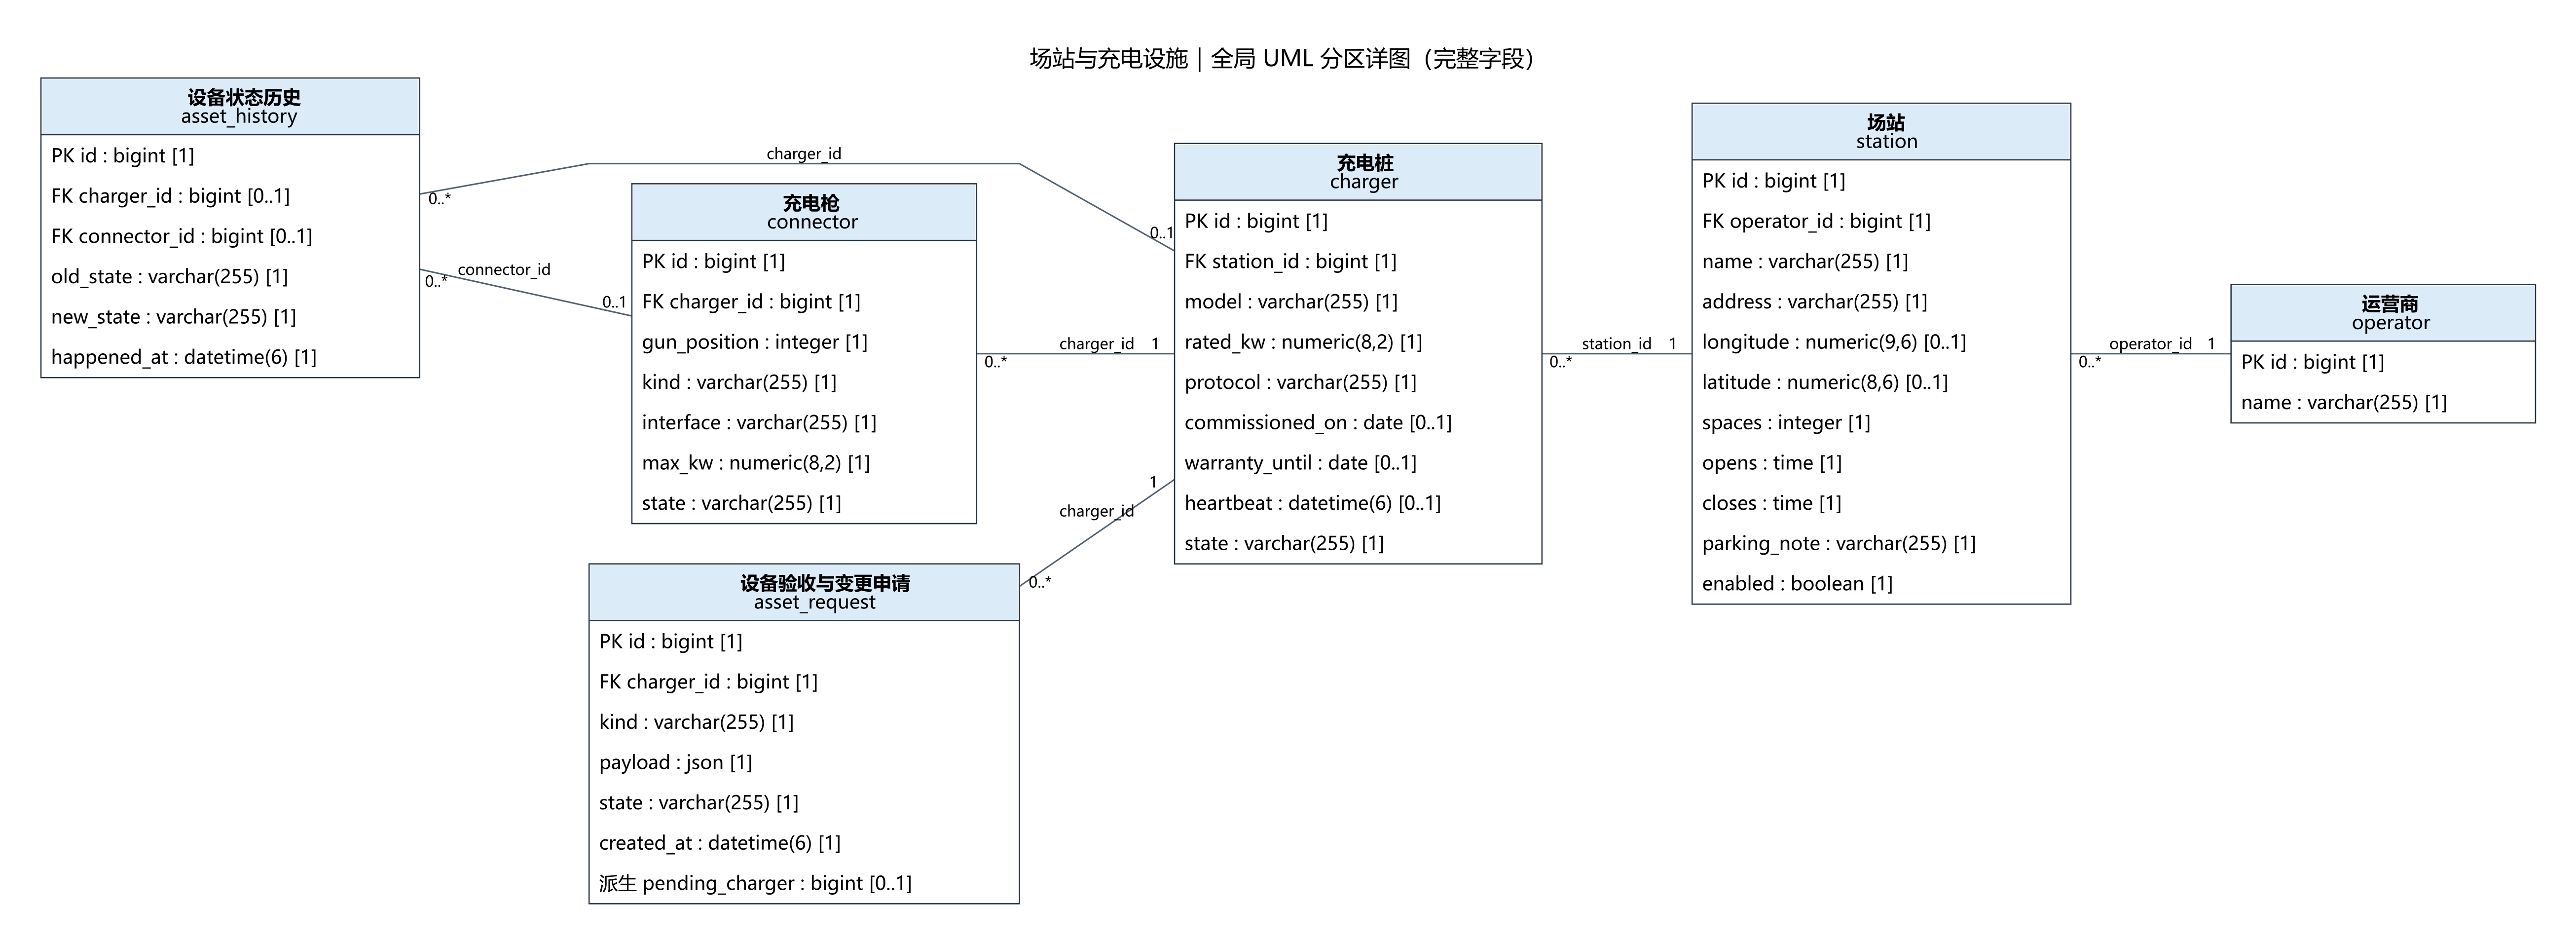 场站与充电设施 | 全局 UML 分区详图（完整字段）
设备状态历史
asset_history
PK id : bigint [1]
FK charger_id : bigint [0..1]
FK connector_id : bigint [0..1]
old_state : varchar(255) [1]
new_state : varchar(255) [1]
happened_at : datetime(6) [1]
charger_id
0..*
0..1
connector_id
0..*
0..1
充电枪
connector
PK id : bigint [1]
FK charger_id : bigint [1]
gun_position : integer [1]
kind : varchar(255) [1]
interface : varchar(255) [1]
max_kw : numeric(8,2) [1]
state : varchar(255) [1]
charger_id
0..*
1
设备验收与变更申请
asset_request
PK id : bigint [1]
FK charger_id : bigint [1]
kind : varchar(255) [1]
payload : json [1]
state : varchar(255) [1]
created_at : datetime(6) [1]
派生 pending_charger : bigint [0..1]
charger_id
0..*
1
充电桩
charger
PK id : bigint [1]
FK station_id : bigint [1]
model : varchar(255) [1]
rated_kw : numeric(8,2) [1]
protocol : varchar(255) [1]
commissioned_on : date [0..1]
warranty_until : date [0..1]
heartbeat : datetime(6) [0..1]
state : varchar(255) [1]
station_id
0..*
1
场站
station
PK id : bigint [1]
FK operator_id : bigint [1]
name : varchar(255) [1]
address : varchar(255) [1]
longitude : numeric(9,6) [0..1]
latitude : numeric(8,6) [0..1]
spaces : integer [1]
opens : time [1]
closes : time [1]
parking_note : varchar(255) [1]
enabled : boolean [1]
operator_id
0..*
1
运营商
operator
PK id : bigint [1]
name : varchar(255) [1]